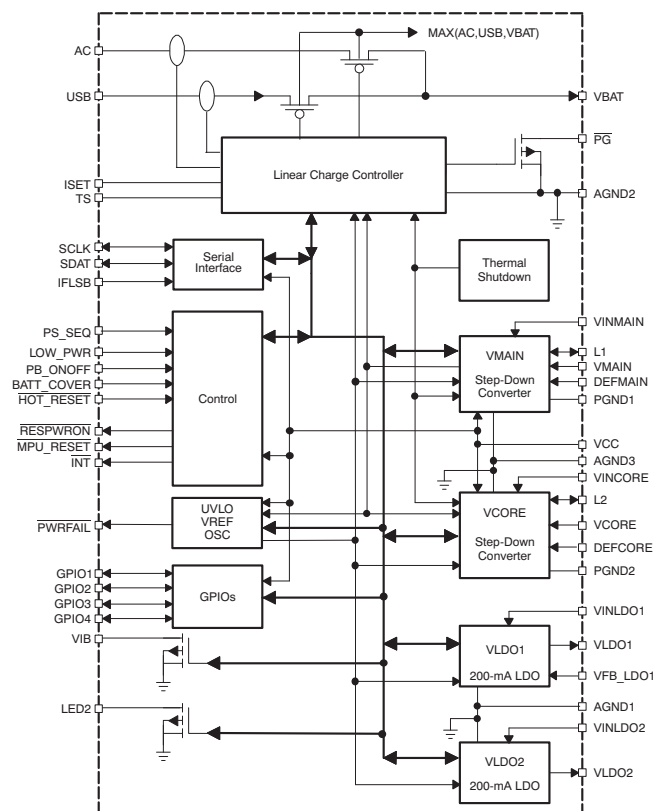 MAX(AC,USB,VBAT)
AC
USB
VBAT
PG
Linear Charge Controller
ISET
TS
AGND2
SCLK
SDAT
IFLSB
Serial
Interface
Thermal
Shutdown
PS_SEQ
LOW_PWR
PB_ONOFF
BATT_COVER
HOT_RESET
RESPWRON
MPU_RESET
INT
Control
VINMAIN
L1
VMAIN
DEFMAIN
PGND1
VMAIN
Step-Down
Converter
VCC
AGND3
VINCORE
L2
VCORE
DEFCORE
PGND2
VCORE
Step-Down
Converter
PWRFAIL
UVLO
VREF
OSC
GPIO1
GPIO2
GPIO3
GPIO4
GPIOs
VIB
LED2
VINLDO1
VLDO1
VFB_LDO1
VLDO1
200-mA LDO
AGND1
VINLDO2
VLDO2
VLDO2
200-mA LDO